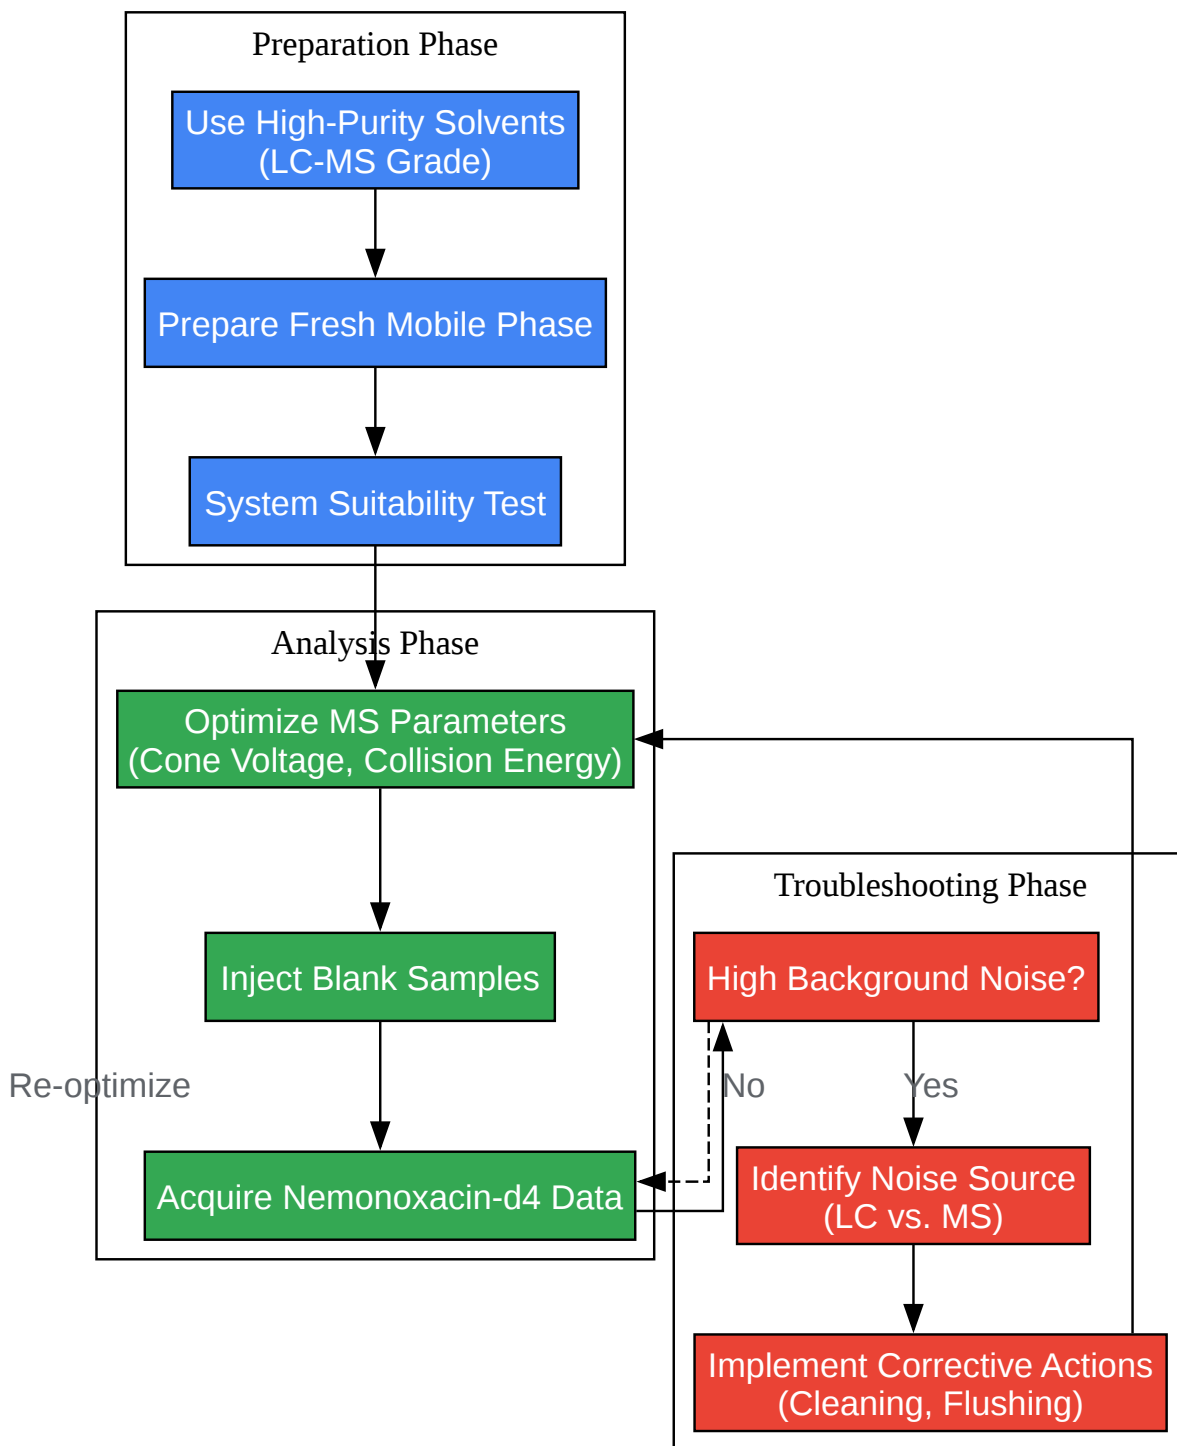 Preparation Phase
Use High-Purity Solvents
(LC-MS Grade)
Prepare Fresh Mobile Phase
System Suitability Test
Analysis Phase
Optimize MS Parameters
(Cone Voltage, Collision Energy)
Inject Blank Samples
Re-optimize
Acquire Nemonoxacin-d4 Data
Troubleshooting Phase
High Background Noise?
No
Yes
Identify Noise Source
(LC vs. MS)
Implement Corrective Actions
(Cleaning, Flushing)